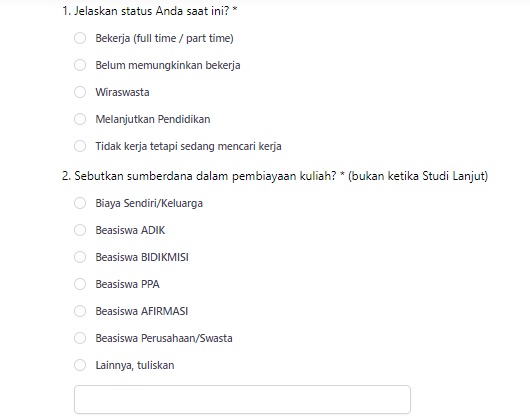 1. Jelaskan status Anda saat ini? *
Bekerja (full time / part time)
Belum memungkinkan bekerja
Wiraswasta
Melanjutkan Pendidikan
Tidak kerja tetapi sedang mencari kerja
2. Sebutkan sumberdana dalam pembiayaan kuliah? * (bukan ketika Studi Lanjut)
Biaya Sendiri/Keluarga
Beasiswa ADIK
Beasiswa BIDIKMISI
Beasiswa PPA
Beasiswa AFIRMASI
Beasiswa Perusahaan/Swasta
Lainnya, tuliskan